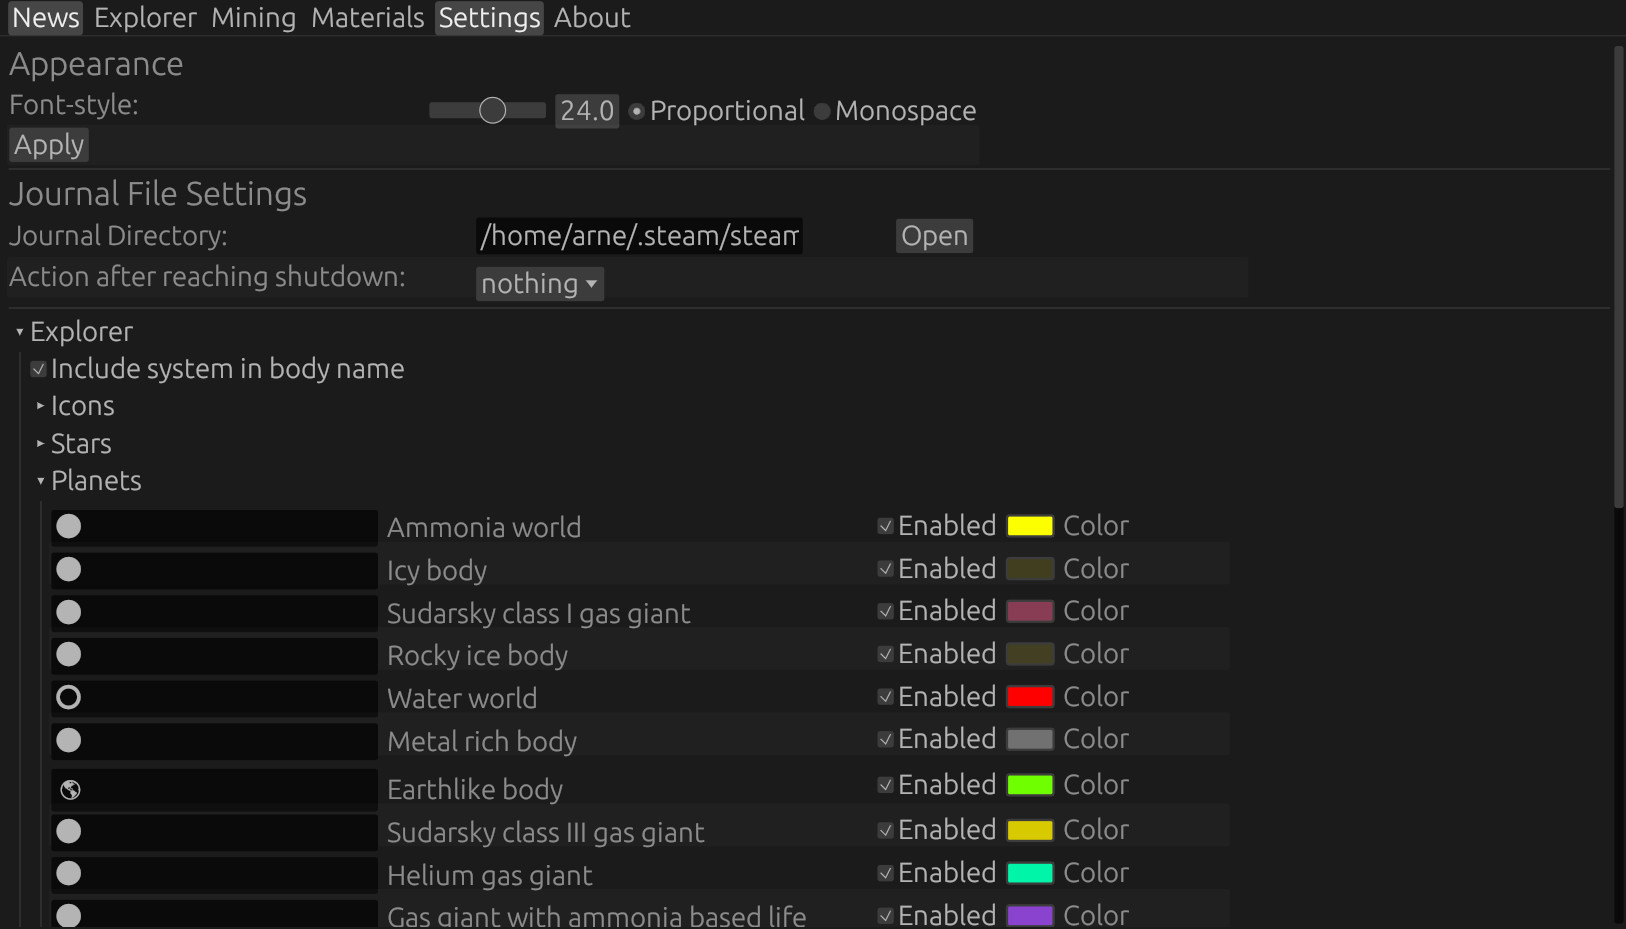 News Explorer Mining Materials Settings About
Appearance
Font-style: 24.0 Proportional Monospace
Apply
Journal File Settings
Journal Directory: /home/arne/.steam/steam Open
Action after reaching shutdown: nothing
Explorer
Include system in body name
Icons
Stars
Planets
Ammonia world Enabled Color
Icy body Enabled Color
Sudarsky class I gas giant Enabled Color
Rocky ice body Enabled Color
Water world Enabled Color
Metal rich body Enabled Color
Earthlike body Enabled Color
Sudarsky class III gas giant Enabled Color
Helium gas giant Enabled Color
Gas giant with ammonia based life Enabled Color